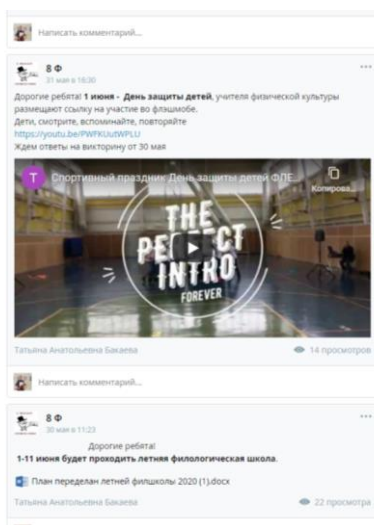 Написать комментарий...
8 Ф
31 мая в 16:30
Дорогие ребята! 1 июня - День защиты детей, учителя физической культуры
размещают ссылку на участие во флэшмобе.
Дети, смотрите, вспоминайте, повторяйте
https://youtu.be/PWFKUutWPLU
Ждем ответы на викторину от 30 мая
Т Спортивный праздник День защиты детей ФЛЕ...
Копирова...
THE
PERFECT
INTRO
FOREVER
Татьяна Анатольевна Бакаева 14 просмотров
Написать комментарий...
8 Ф
30 мая в 11:23
Дорогие ребята!
1-11 июня будет проходить летняя филологическая школа.
План переделан летней филшколы 2020 (1).docx
Татьяна Анатольевна Бакаева 22 просмотра